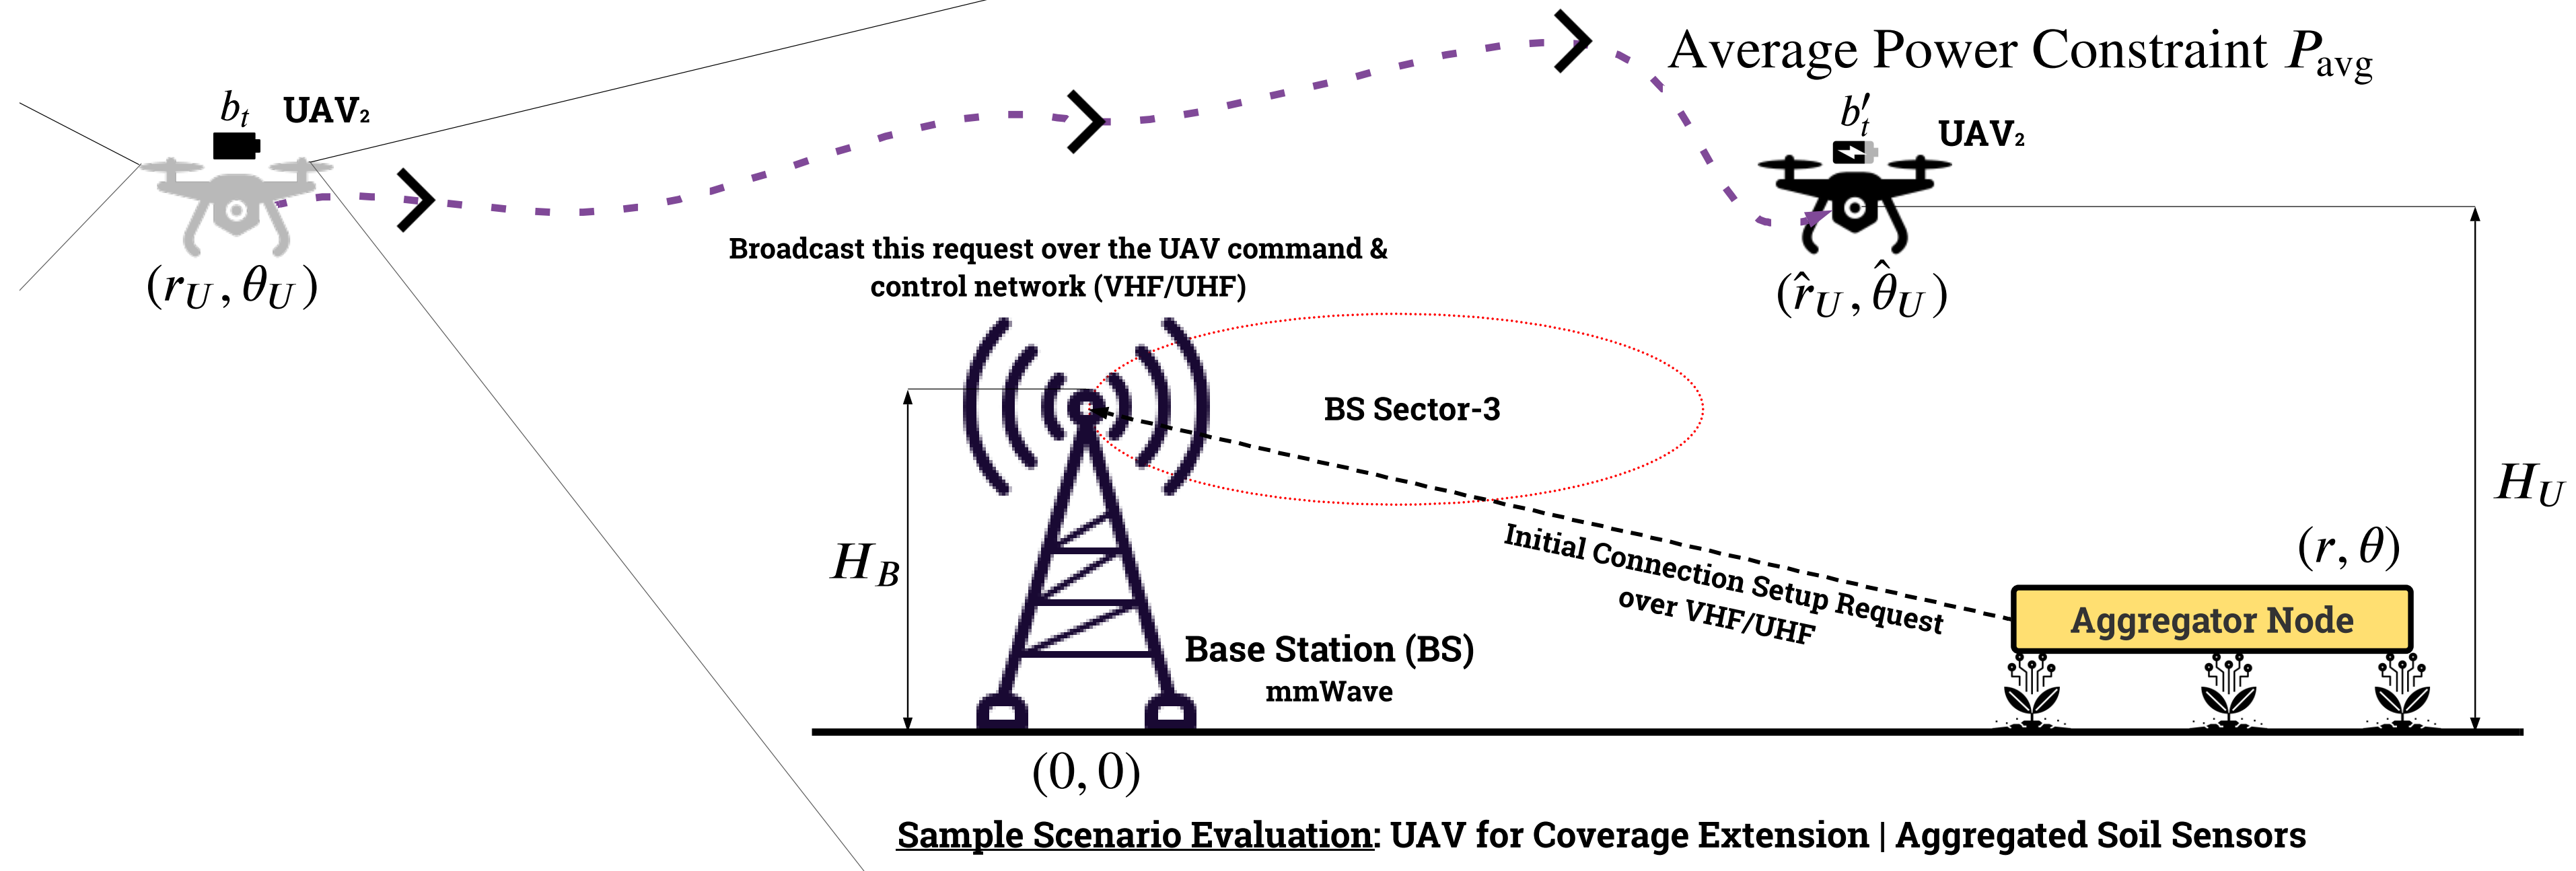 Average Power Constraint P_avg
b_t
UAV₂
b′_t
UAV₂
(r_U, θ_U)
(r̂_U, θ̂_U)
Broadcast this request over the UAV command &
control network (VHF/UHF)
BS Sector-3
H_B
H_U
Initial Connection Setup Request
over VHF/UHF
(r, θ)
Aggregator Node
Base Station (BS)
mmWave
(0, 0)
Sample Scenario Evaluation: UAV for Coverage Extension | Aggregated Soil Sensors